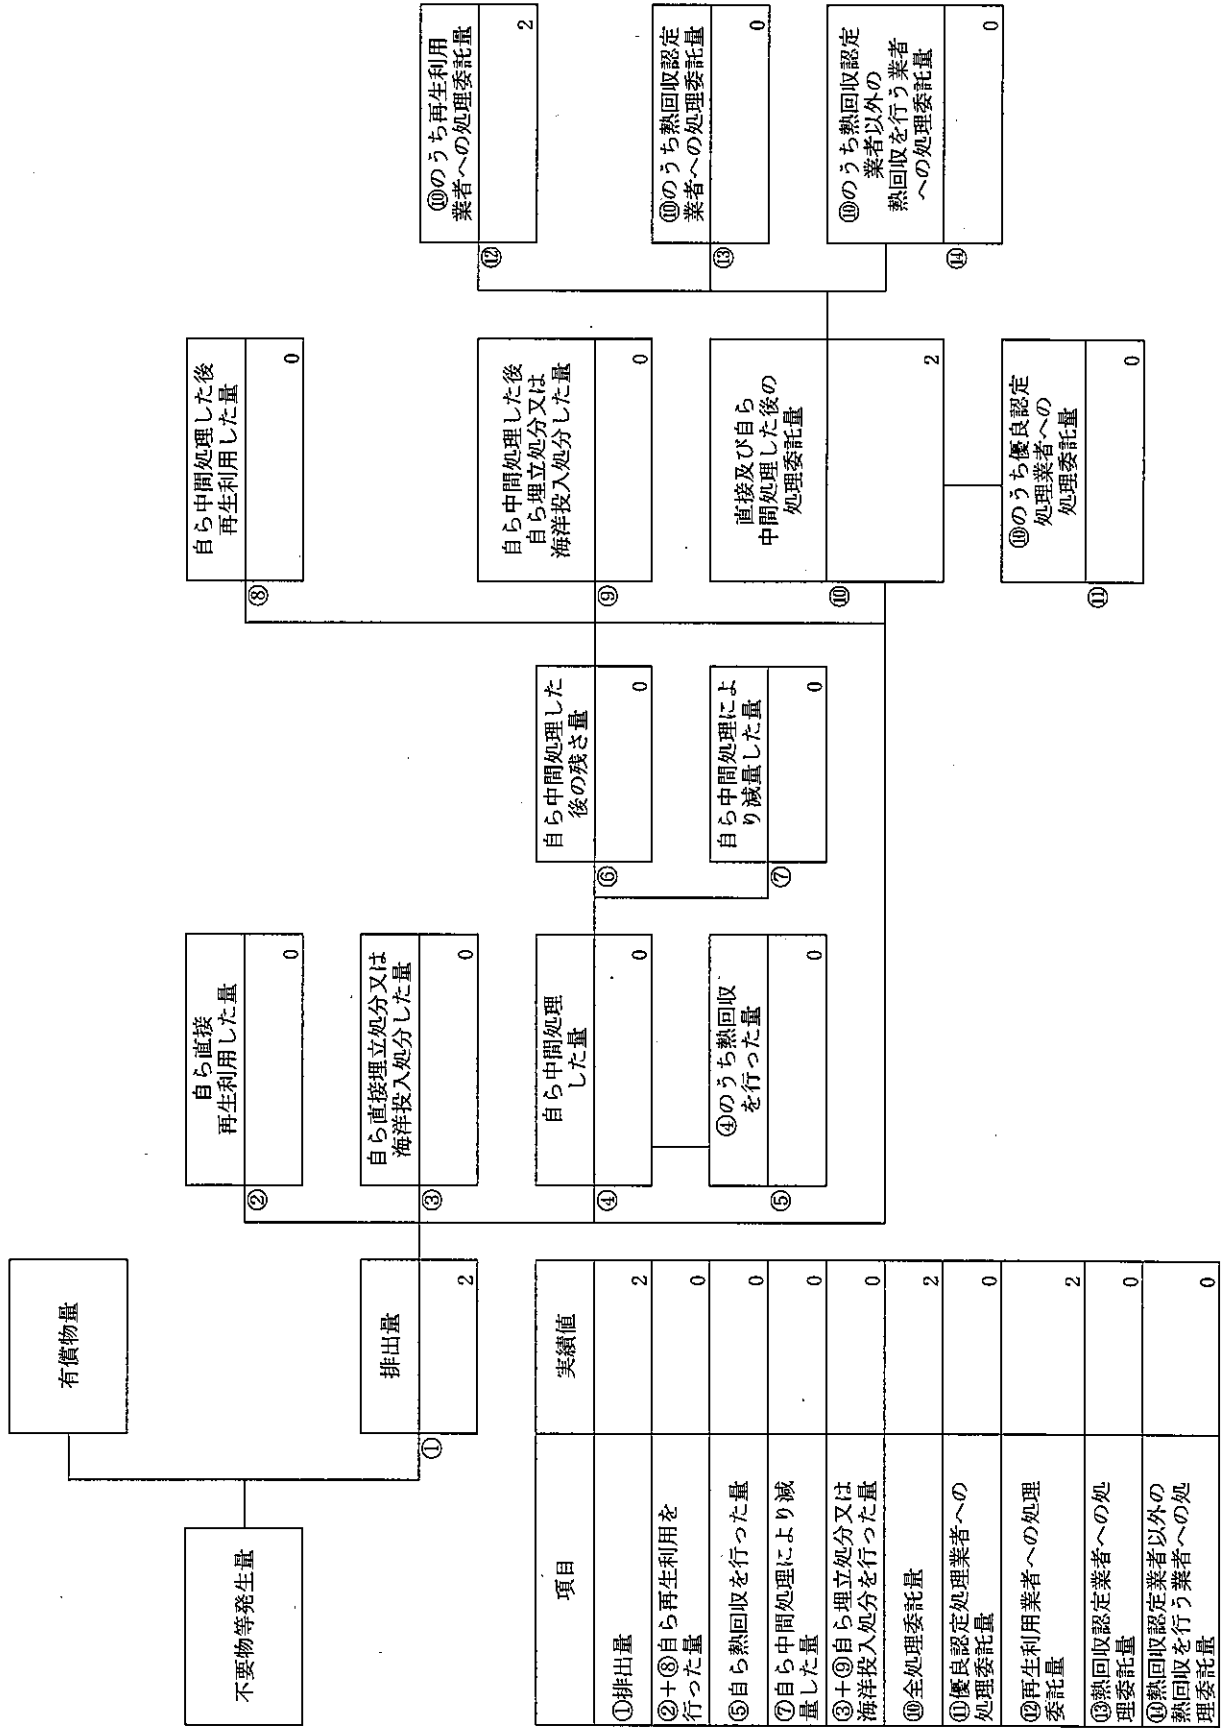 有償物量
不要物等発生量
排出量
①
2
自ら直接
再生利用した量
②
0
自ら直接埋立処分又は
海洋投入処分した量
③
0
自ら中間処理
した量
④
0
④のうち熱回収
を行った量
⑤
0
自ら中間処理した
後の残さ量
⑥
0
自ら中間処理によ
り減量した量
⑦
0
自ら中間処理した後
再生利用した量
⑧
0
自ら中間処理した後
自ら埋立処分又は
海洋投入処分した量
⑨
0
直接及び自ら
中間処理した後の
処理委託量
⑩
2
⑩のうち優良認定
処理業者への
処理委託量
⑪
0
⑩のうち再生利用
業者への処理委託量
⑫
2
⑩のうち熱回収認定
業者への処理委託量
⑬
0
⑩のうち熱回収認定
業者以外の
熱回収を行う業者
への処理委託量
⑭
0
項目 実績値
①排出量 2
②+⑧自ら再生利用を
行った量 0
⑤自ら熱回収を行った量 0
⑦自ら中間処理により減
量した量 0
③+⑨自ら埋立処分又は
海洋投入処分を行った量 0
⑩全処理委託量 2
⑪優良認定処理業者への
処理委託量 0
⑫再生利用業者への処理
委託量 2
⑬熱回収認定業者への処
理委託量 0
⑭熱回収認定業者以外の
熱回収を行う業者への処
理委託量 0